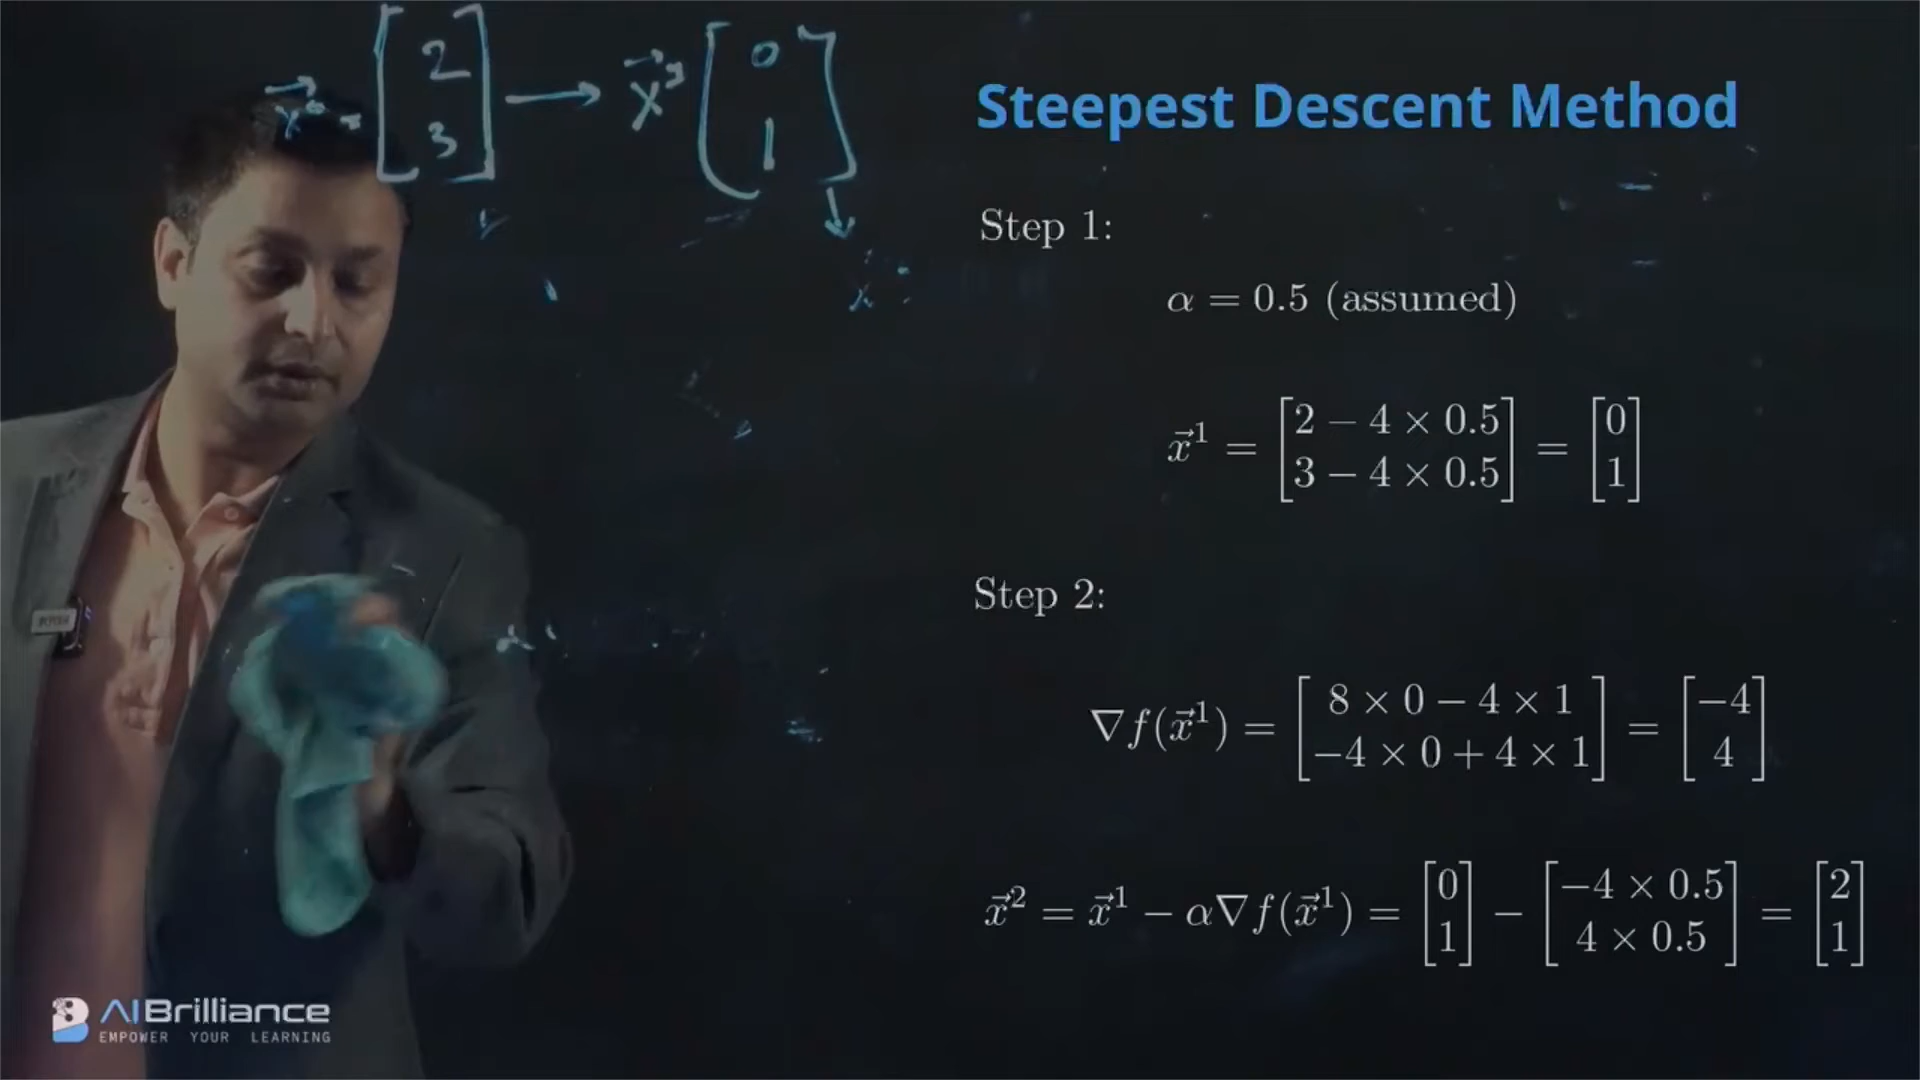 x⃗⁰ = [2 3] → x⃗ [0 1]
x
Steepest Descent Method
Step 1:
α = 0.5 (assumed)
x⃗¹ = [2 − 4 × 0.5; 3 − 4 × 0.5] = [0; 1]
Step 2:
∇f(x⃗¹) = [8 × 0 − 4 × 1; −4 × 0 + 4 × 1] = [−4; 4]
x⃗² = x⃗¹ − α∇f(x⃗¹) = [0; 1] − [−4 × 0.5; 4 × 0.5] = [2; 1]
AIBrilliance
EMPOWER YOUR LEARNING